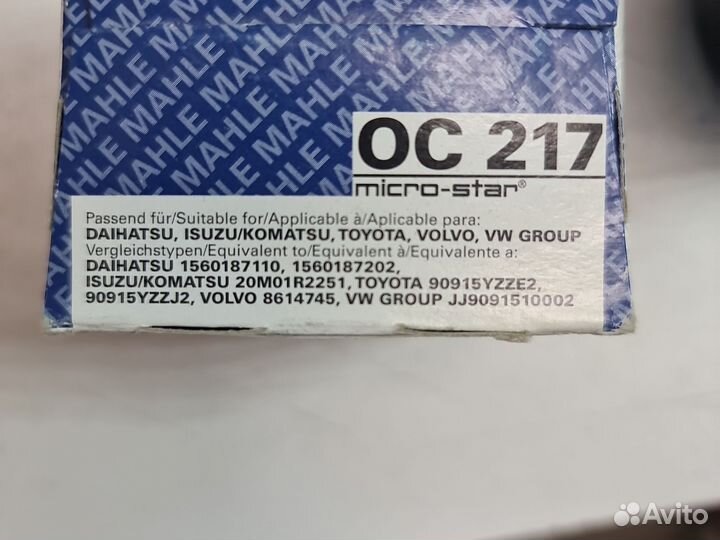 MAHLE MAHLE MAHLE MAHLE
OC 217
micro-star®
Passend für/Suitable for/Applicable à/Aplicable para:
DAIHATSU, ISUZU/KOMATSU, TOYOTA, VOLVO, VW GROUP
Vergleichstypen/Equivalent to/Equivalent à/Equivalente a:
DAIHATSU 1560187110, 1560187202,
ISUZU/KOMATSU 20M01R2251, TOYOTA 90915YZZE2,
90915YZZJ2, VOLVO 8614745, VW GROUP JJ9091510002
Avito